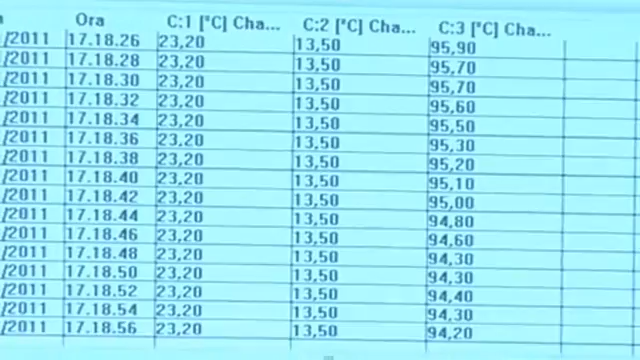 Ora C:1 [°C] Cha... C:2 [°C] Cha... C:3 [°C] Cha...
/2011 17.18.26 23,20 13,50 95,90
/2011 17.18.28 23,20 13,50 95,70
/2011 17.18.30 23,20 13,50 95,70
/2011 17.18.32 23,20 13,50 95,60
/2011 17.18.34 23,20 13,50 95,50
/2011 17.18.36 23,20 13,50 95,30
/2011 17.18.38 23,20 13,50 95,20
/2011 17.18.40 23,20 13,50 95,10
/2011 17.18.42 23,20 13,50 95,00
/2011 17.18.44 23,20 13,50 94,80
/2011 17.18.46 23,20 13,50 94,60
/2011 17.18.48 23,20 13,50 94,30
/2011 17.18.50 23,20 13,50 94,30
/2011 17.18.52 23,20 13,50 94,40
/2011 17.18.54 23,20 13,50 94,30
/2011 17.18.56 23,20 13,50 94,20